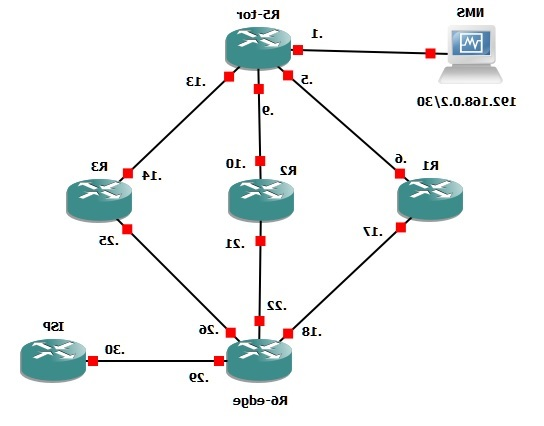 R5-tor
NMS
.1
192.168.0.2/30
.13
.9
.5
.14
.10
.6
R3
R2
R1
.25
.21
.17
.26
.22
.18
ISP
.30
.29
R6-edge